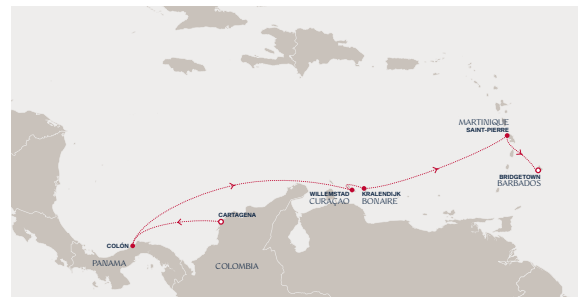 MARTINIQUE
SAINT-PIERRE
BRIDGETOWN
BARBADOS
WILLEMSTAD
CURAÇAO
KRALENDIJK
BONAIRE
CARTAGENA
COLÓN
PANAMA
COLOMBIA